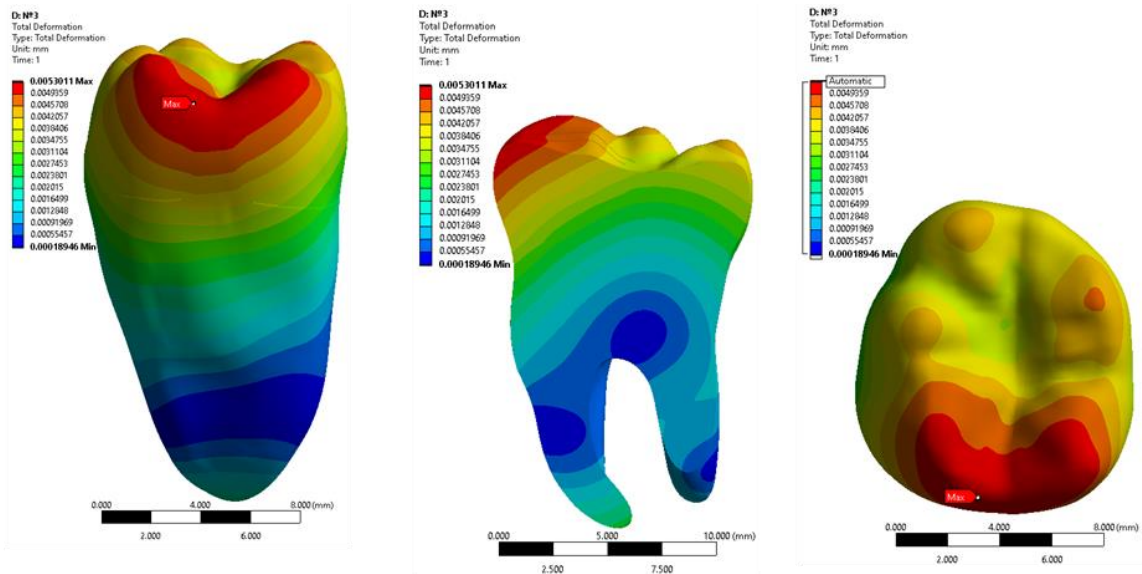 D: №3
Total Deformation
Type: Total Deformation
Unit: mm
Time: 1
0.0053011 Max
0.0049359
0.0045708
0.0042057
0.0038406
0.0034755
0.0031104
0.0027453
0.0023801
0.002015
0.0016499
0.0012848
0.00091969
0.00055457
0.00018946 Min
Max
0.000
4.000
8.000 (mm)
2.000
6.000
D: №3
Total Deformation
Type: Total Deformation
Unit: mm
Time: 1
0.0053011 Max
0.0049359
0.0045708
0.0042057
0.0038406
0.0034755
0.0031104
0.0027453
0.0023801
0.002015
0.0016499
0.0012848
0.00091969
0.00055457
0.00018946 Min
0.000
5.000
10.000 (mm)
2.500
7.500
D: №3
Total Deformation
Type: Total Deformation
Unit: mm
Time: 1
Automatic
0.0049359
0.0045708
0.0042057
0.0038406
0.0034755
0.0031104
0.0027453
0.0023801
0.002015
0.0016499
0.0012848
0.00091969
0.00055457
0.00018946 Min
Max
0.000
4.000
8.000 (mm)
2.000
6.000